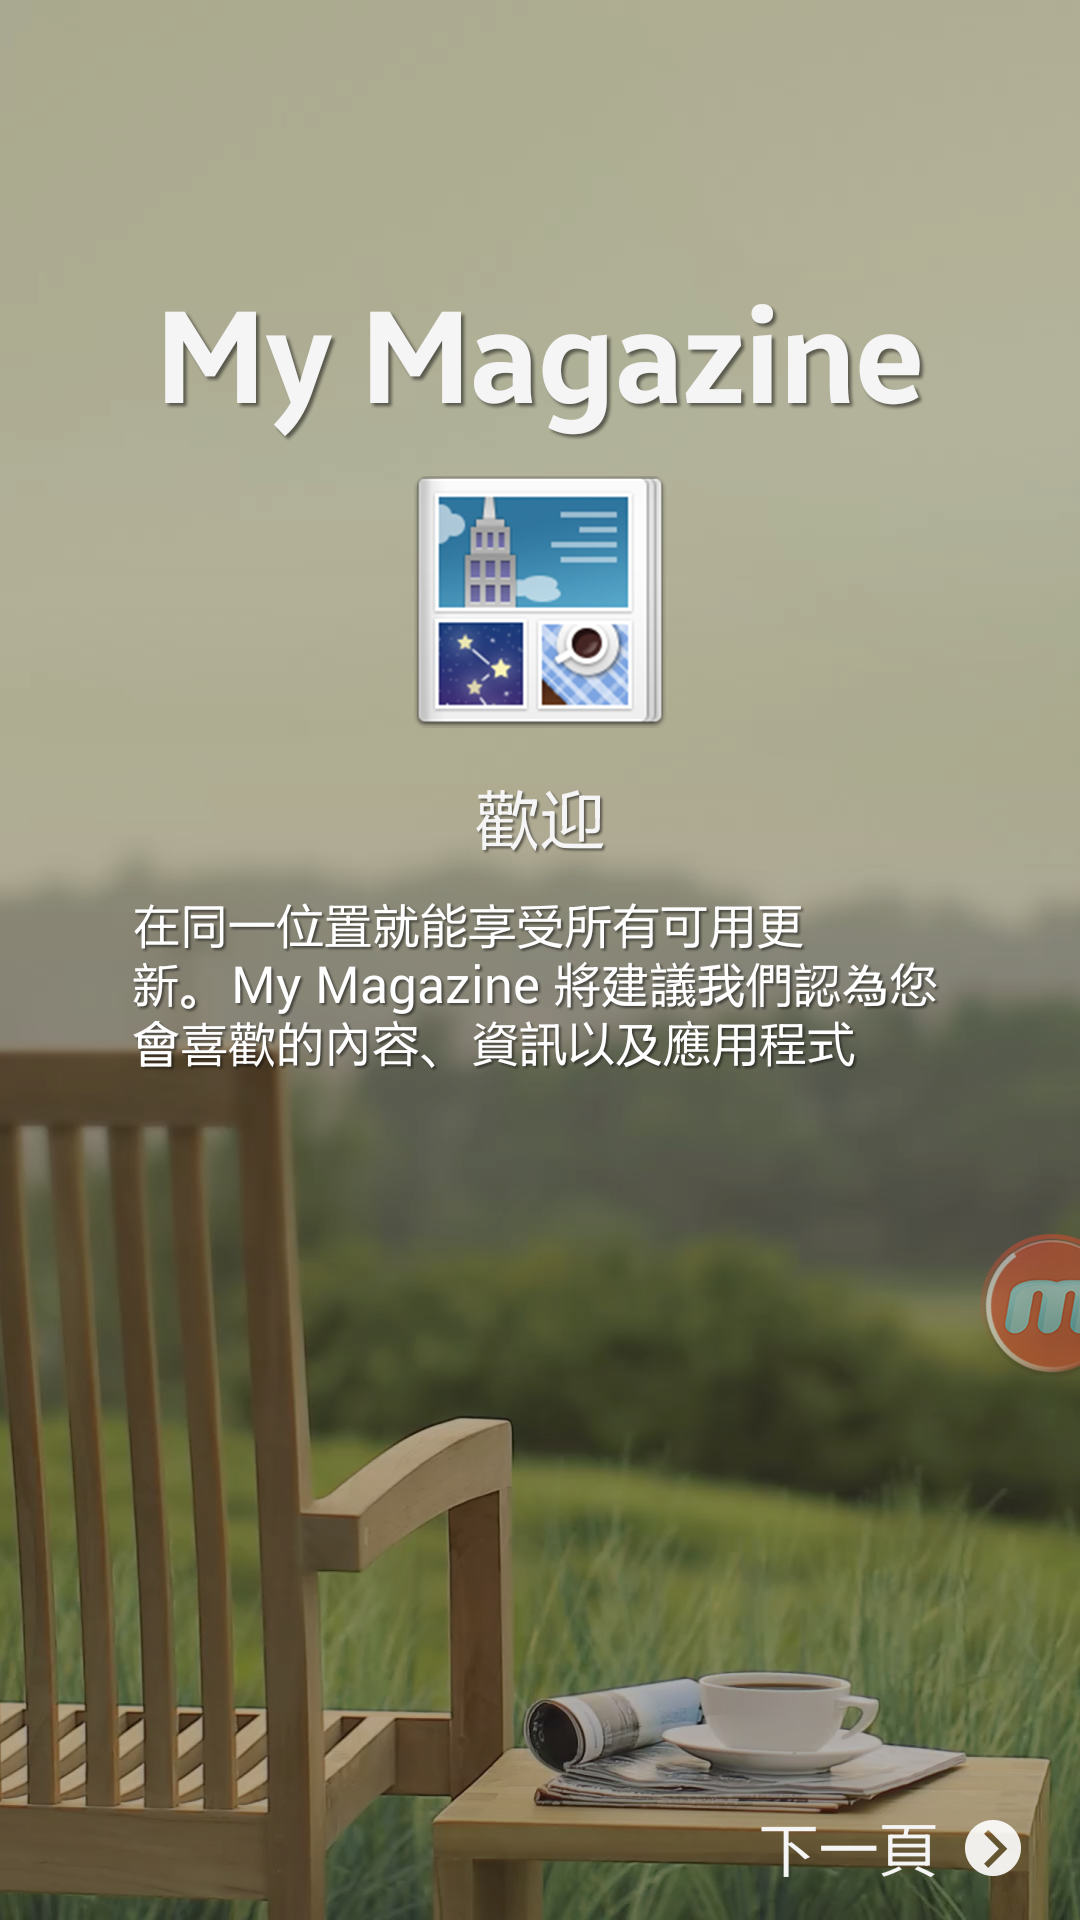 My Magazine
歡迎
在同一位置就能享受所有可用更
新。 My Magazine 將建議我們認為您
會喜歡的內容、資訊以及應用程式
m
下一頁